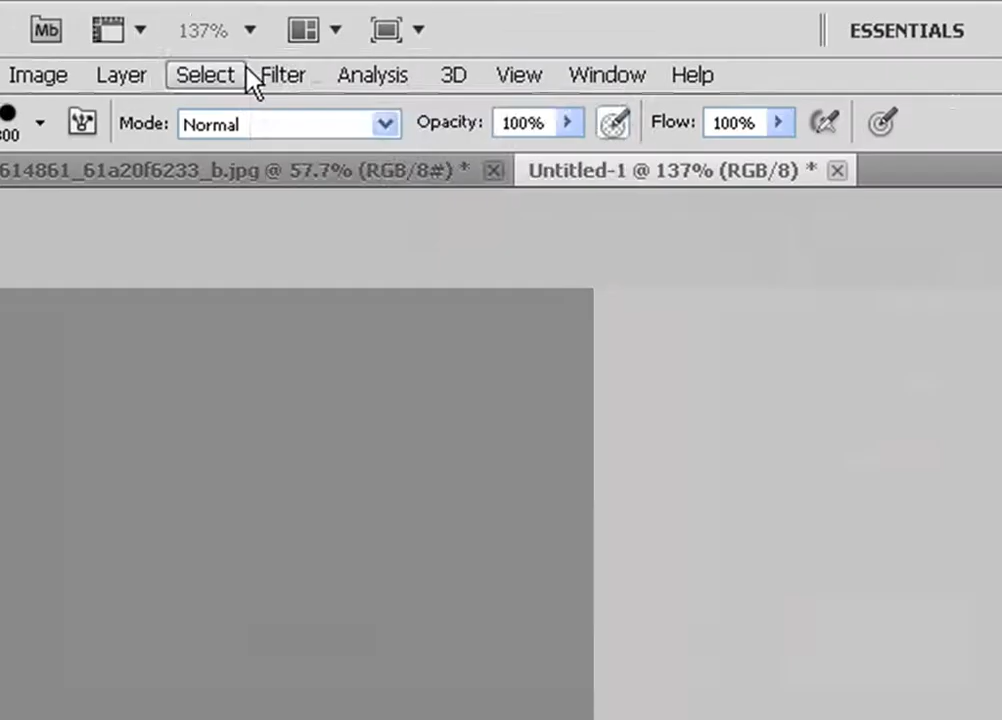 Mb 137% ESSENTIALS
Image Layer Select Filter Analysis 3D View Window Help
Mode: Normal Opacity: 100% Flow: 100%
300
614861_61a20f6233_b.jpg @ 57.7% (RGB/8#) * Untitled-1 @ 137% (RGB/8) *